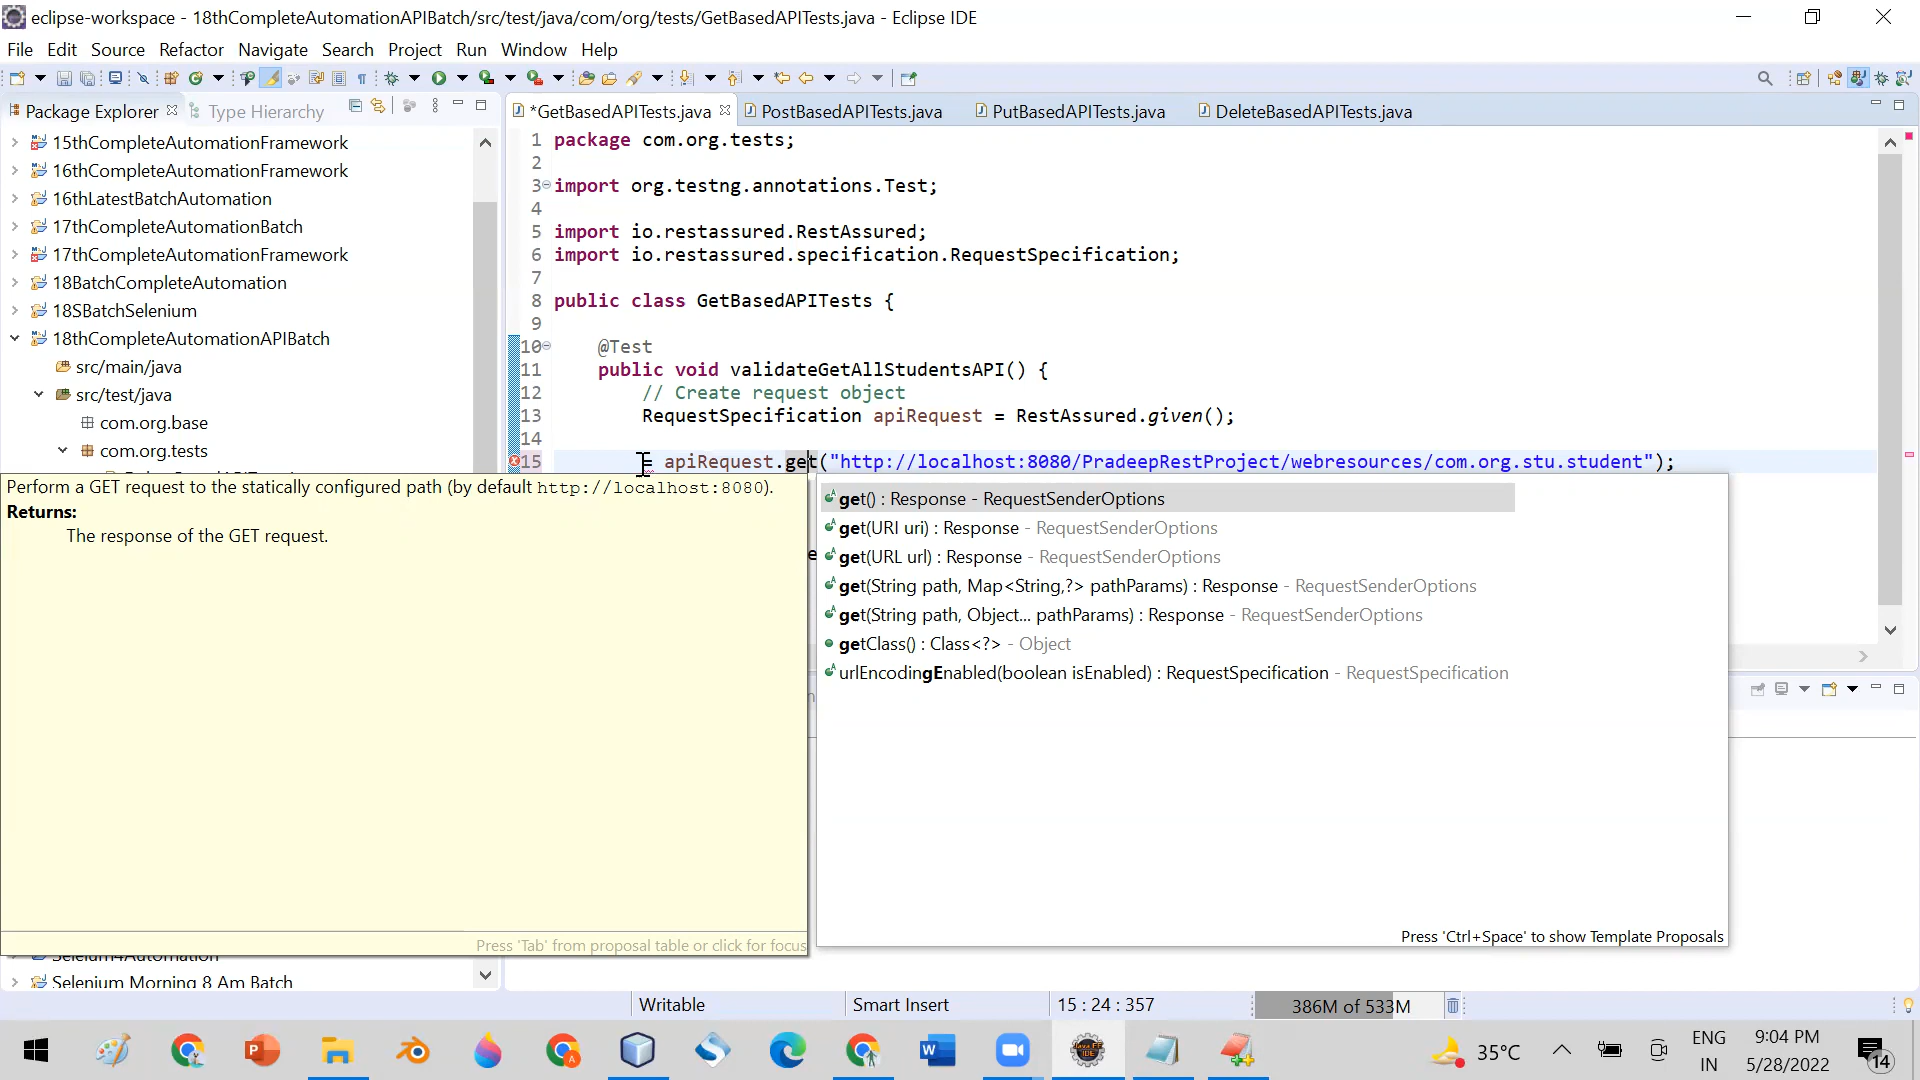 eclipse-workspace - 18thCompleteAutomationAPIBatch/src/test/java/com/org/tests/GetBasedAPITests.java - Eclipse IDE
File Edit Source Refactor Navigate Search Project Run Window Help
Package Explorer Type Hierarchy
*GetBasedAPITests.java PostBasedAPITests.java PutBasedAPITests.java DeleteBasedAPITests.java
15thCompleteAutomationFramework
16thCompleteAutomationFramework
16thLatestBatchAutomation
17thCompleteAutomationBatch
17thCompleteAutomationFramework
18BatchCompleteAutomation
18SBatchSelenium
18thCompleteAutomationAPIBatch
src/main/java
src/test/java
com.org.base
com.org.tests
1 package com.org.tests;
2
3 import org.testng.annotations.Test;
4
5 import io.restassured.RestAssured;
6 import io.restassured.specification.RequestSpecification;
7
8 public class GetBasedAPITests {
9
10 @Test
11 public void validateGetAllStudentsAPI() {
12 // Create request object
13 RequestSpecification apiRequest = RestAssured.given();
14
15 = apiRequest.get("http://localhost:8080/PradeepRestProject/webresources/com.org.stu.student");
Perform a GET request to the statically configured path (by default http://localhost:8080).
Returns:
The response of the GET request.
Press 'Tab' from proposal table or click for focus
get() : Response - RequestSenderOptions
get(URI uri) : Response - RequestSenderOptions
get(URL url) : Response - RequestSenderOptions
get(String path, Map<String,?> pathParams) : Response - RequestSenderOptions
get(String path, Object... pathParams) : Response - RequestSenderOptions
getClass() : Class<?> - Object
urlEncodingEnabled(boolean isEnabled) : RequestSpecification - RequestSpecification
Press 'Ctrl+Space' to show Template Proposals
Selenium4Automation
Selenium Morning 8 Am Batch
Writable Smart Insert 15 : 24 : 357 386M of 533M
35°C ENG IN 9:04 PM 5/28/2022 14